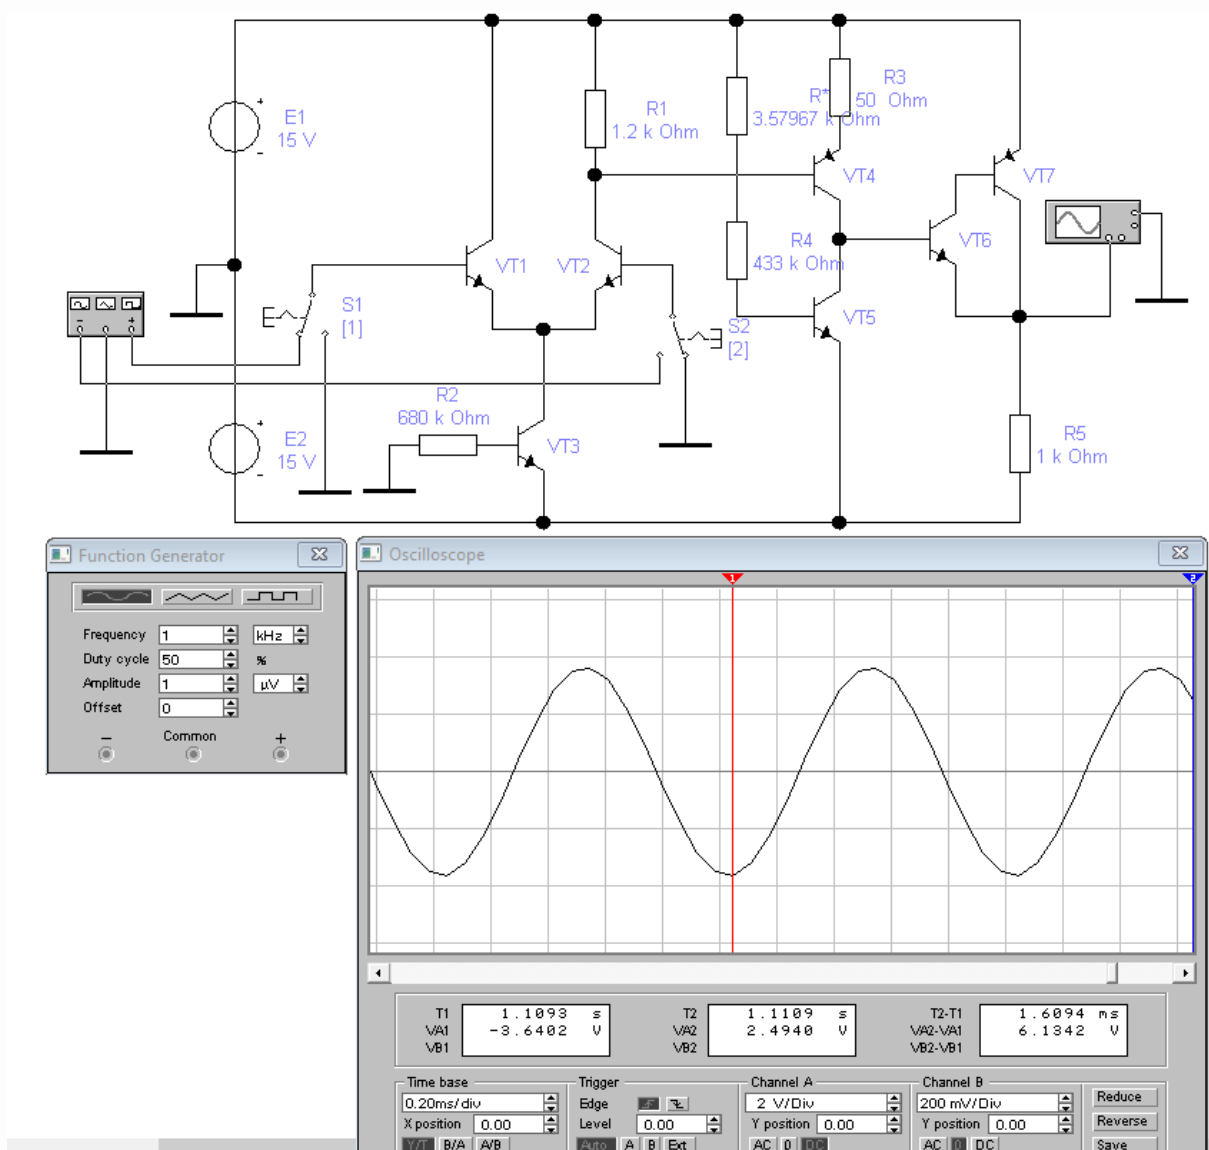 E1
15 V
R1
1.2 k Ohm
R*
3.57967 k Ohm
R3
50 Ohm
VT4
VT7
R4
433 k Ohm
VT6
VT1
VT2
S1
[1]
VT5
S2
[2]
R2
680 k Ohm
VT3
E2
15 V
R5
1 k Ohm
Function Generator
Frequency 1 kHz
Duty cycle 50 %
Amplitude 1 µV
Offset 0
− Common +
Oscilloscope
1 2
T1 1.1093 s
VA1 -3.6402 V
VB1
T2 1.1109 s
VA2 2.4940 V
VB2
T2-T1 1.6094 ms
VA2-VA1 6.1342 V
VB2-VB1
Time base
0.20ms/div
X position 0.00
Y/T B/A A/B
Trigger
Edge
Level 0.00
Auto A B Ext
Channel A
2 V/Div
Y position 0.00
AC 0 DC
Channel B
200 mV/Div
Y position 0.00
AC 0 DC
Reduce
Reverse
Save